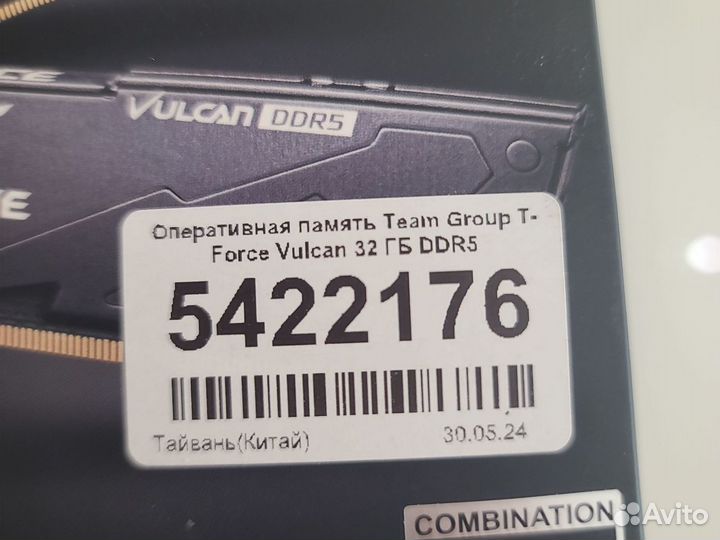 VULCAN DDR5
Оперативная память Team Group T-
Force Vulcan 32 ГБ DDR5
5422176
Тайвань(Китай)
30.05.24
COMBINATION
Avito